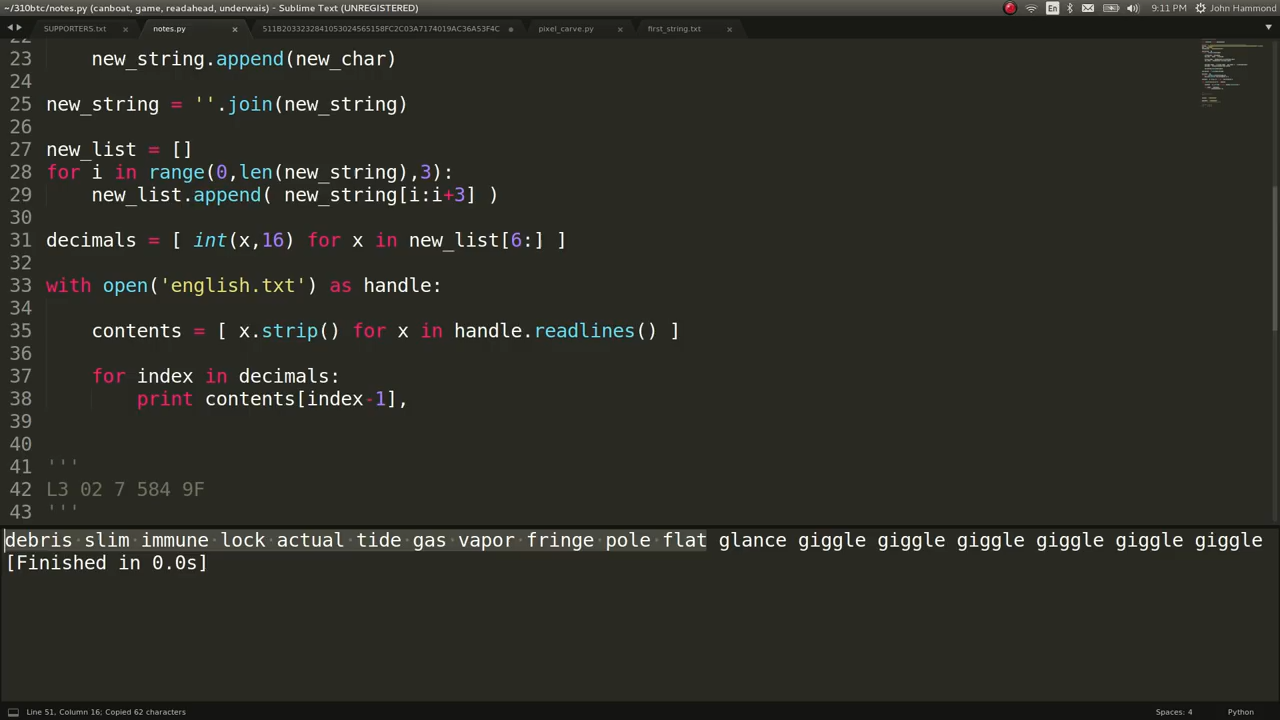 ~/310btc/notes.py (canboat, game, readahead, underwais) - Sublime Text (UNREGISTERED)
En 9:11 PM John Hammond
SUPPORTERS.txt × notes.py × 511B2033232841053024565158FC2C03A7174019AC36A53F4C pixel_carve.py × first_string.txt ×
23 new_string.append(new_char)
24
25 new_string = ''.join(new_string)
26
27 new_list = []
28 for i in range(0,len(new_string),3):
29 new_list.append( new_string[i:i+3] )
30
31 decimals = [ int(x,16) for x in new_list[6:] ]
32
33 with open('english.txt') as handle:
34
35 contents = [ x.strip() for x in handle.readlines() ]
36
37 for index in decimals:
38 print contents[index-1],
39
40
41 '''
42 L3 02 7 584 9F
43 '''
debris slim immune lock actual tide gas vapor fringe pole flat glance giggle giggle giggle giggle giggle giggle
[Finished in 0.0s]
Line 51, Column 16; Copied 62 characters Spaces: 4 Python